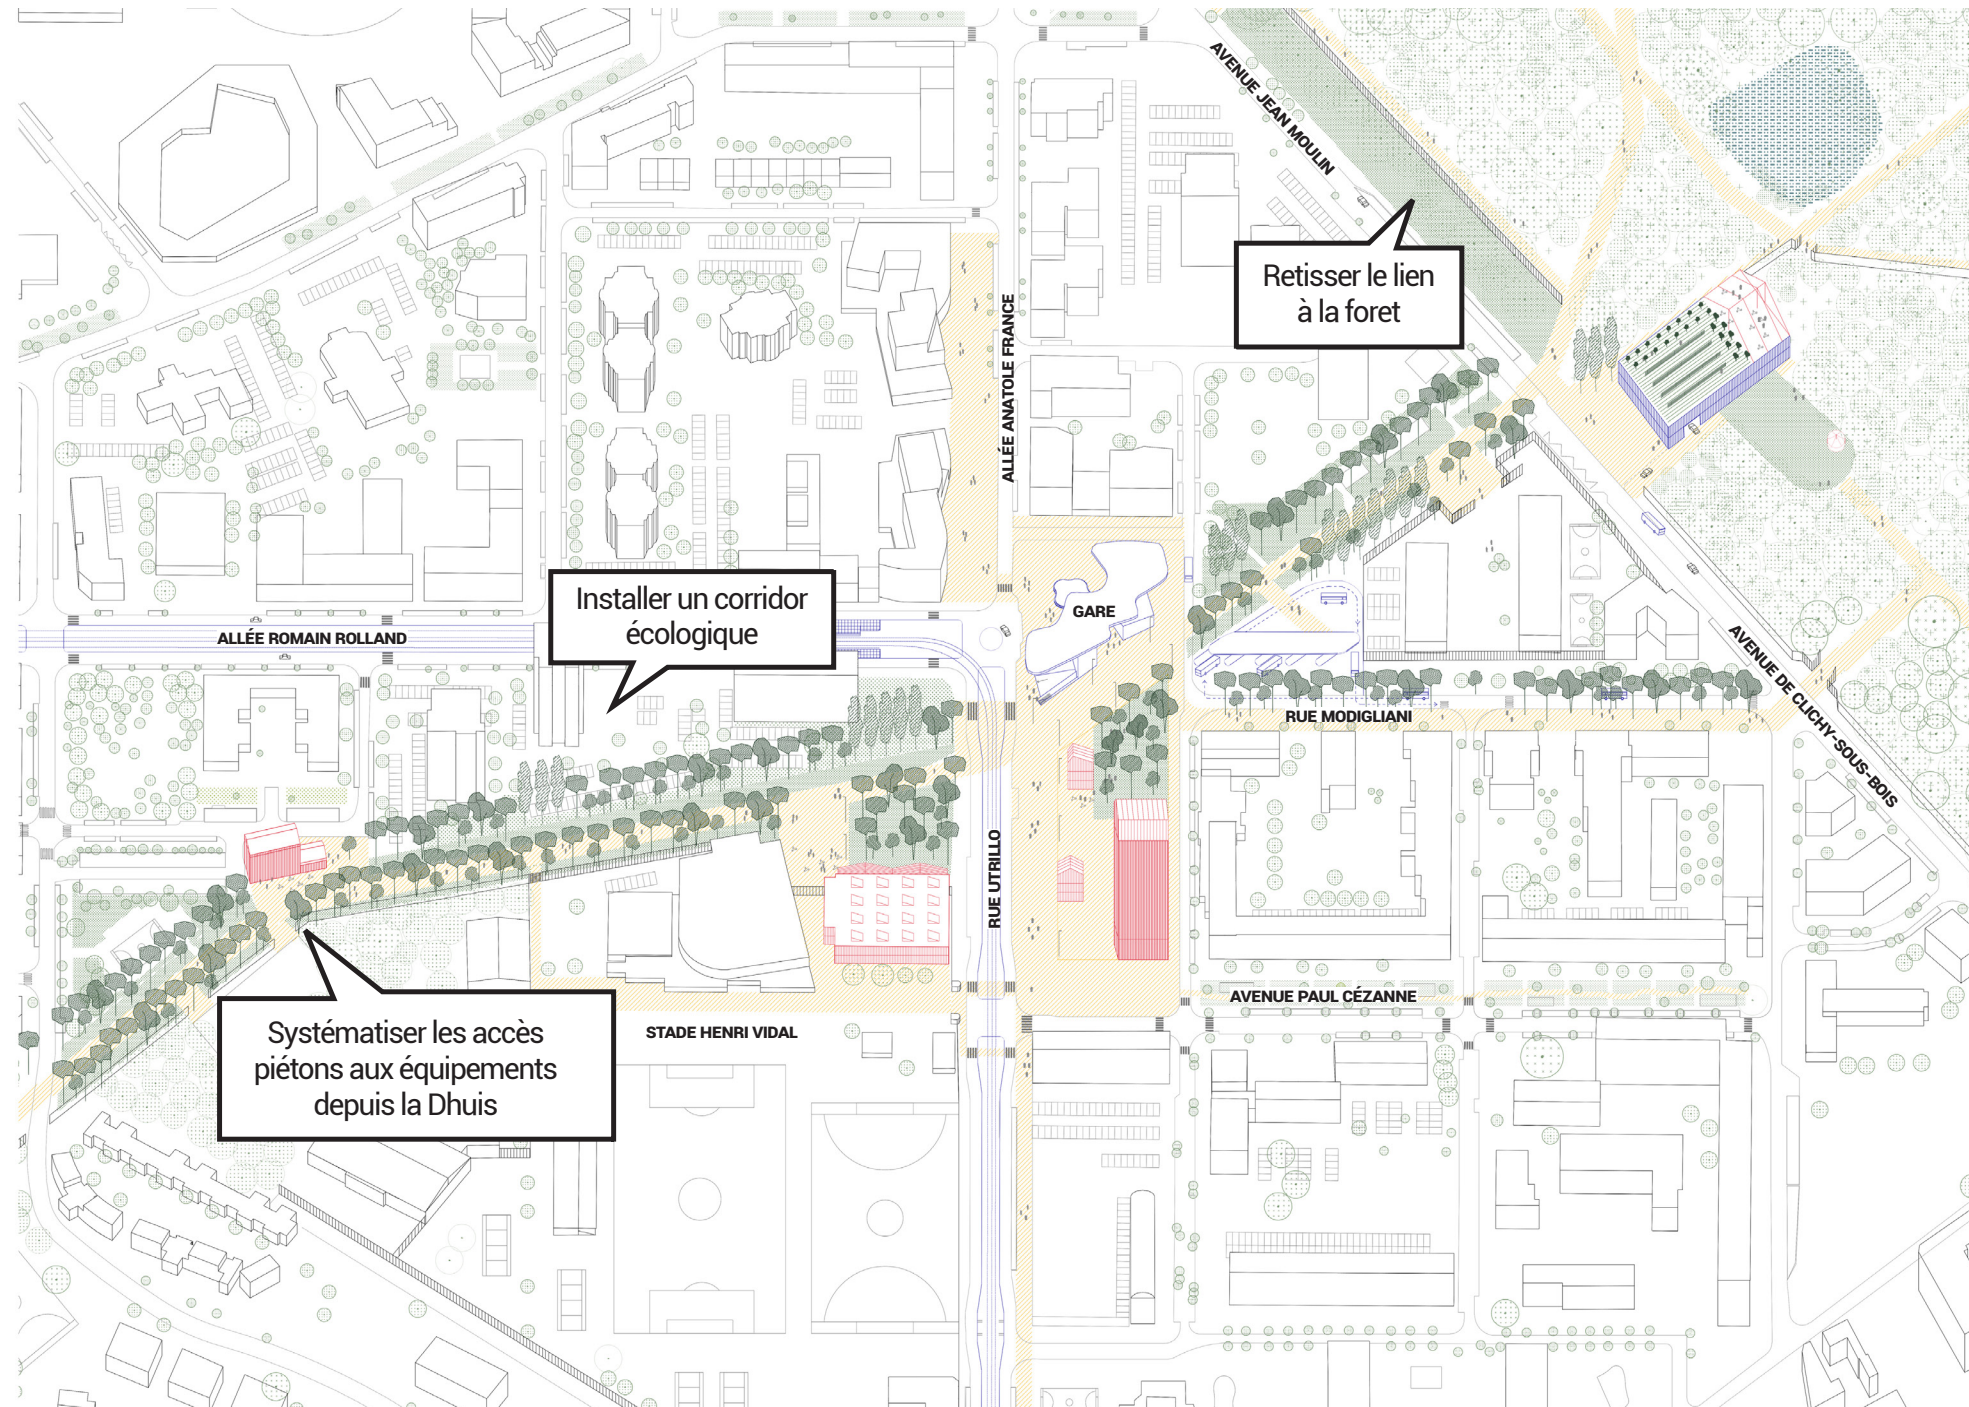 AVENUE JEAN MOULIN
Retisser le lien
à la foret
ALLÉE ANATOLE FRANCE
Installer un corridor
écologique
GARE
ALLÉE ROMAIN ROLLAND
AVENUE DE CLICHY-SOUS-BOIS
RUE MODIGLIANI
RUE UTRILLO
AVENUE PAUL CÉZANNE
STADE HENRI VIDAL
Systématiser les accès
piétons aux équipements
depuis la Dhuis